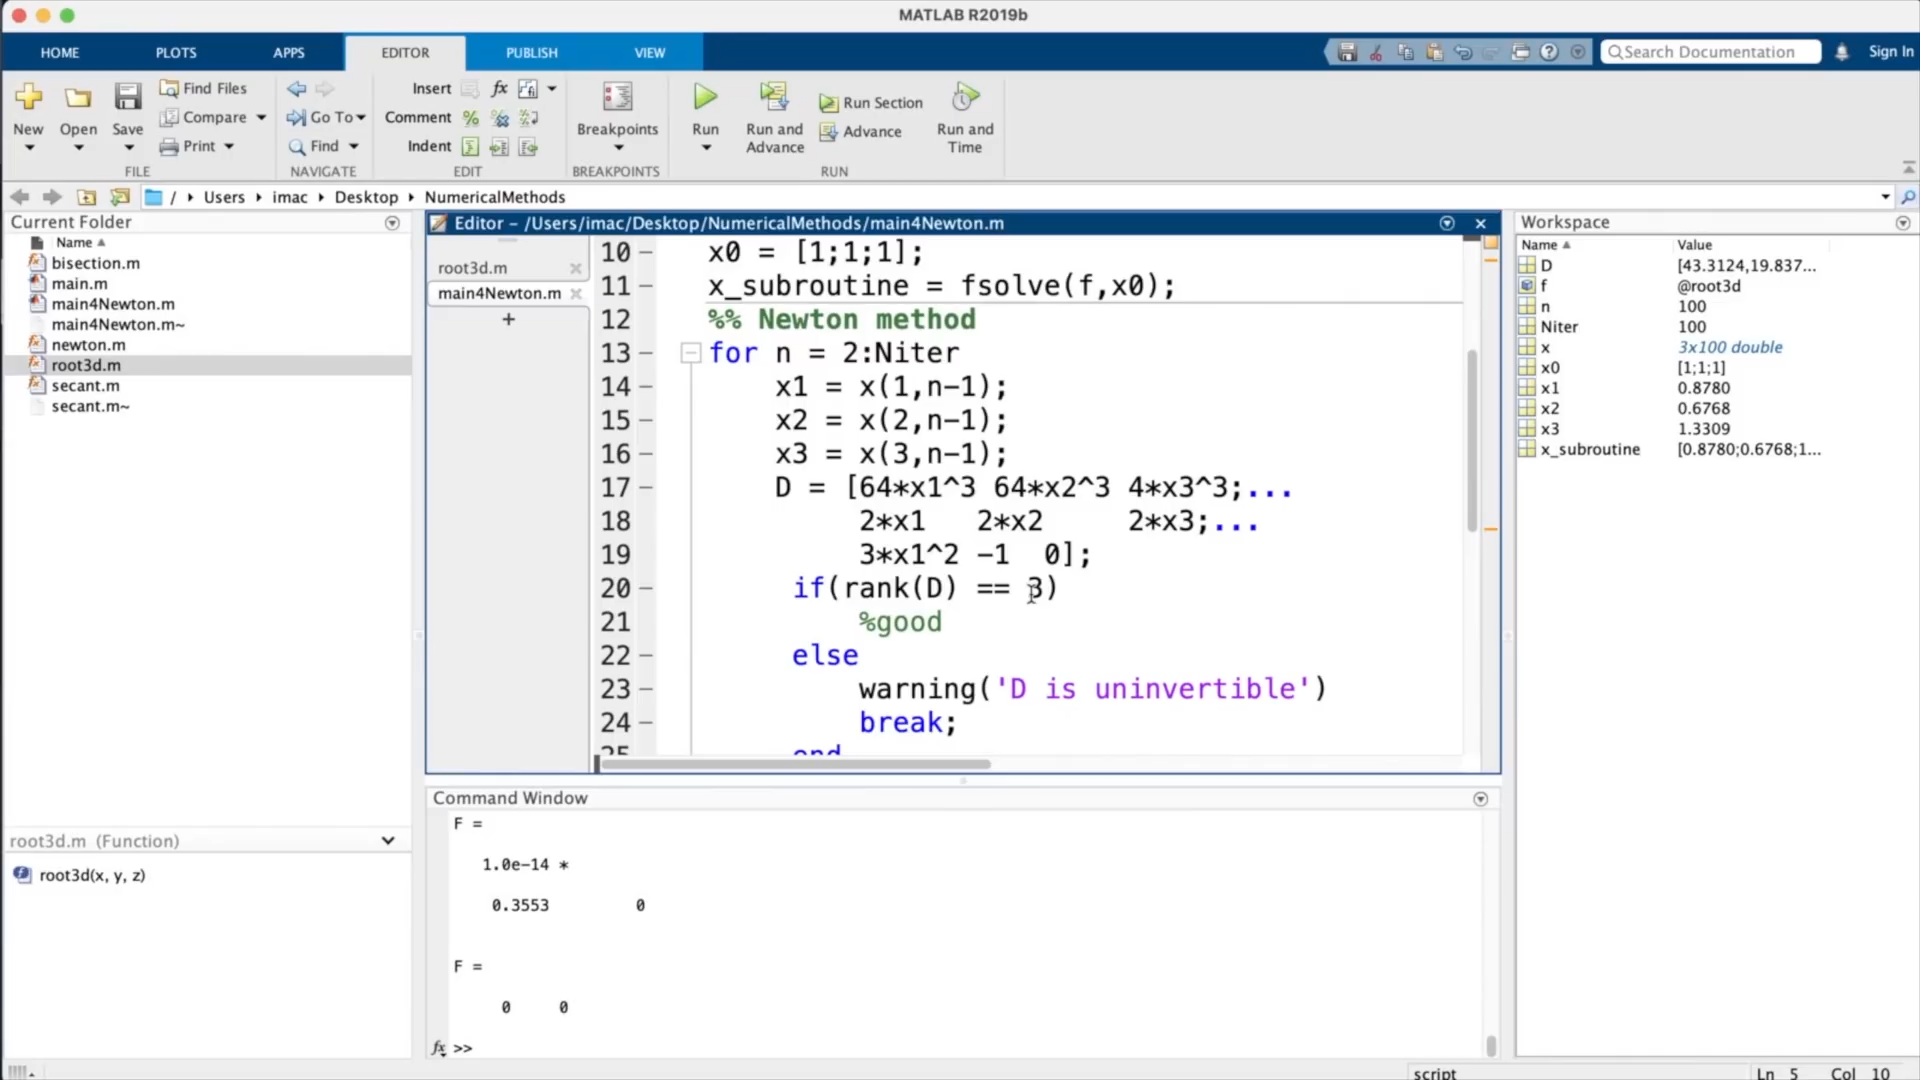 MATLAB R2019b
HOME PLOTS APPS EDITOR PUBLISH VIEW Search Documentation Sign In
New Open Save Find Files Compare Print FILE
Go To Find NAVIGATE
Insert fx Comment % Indent EDIT
Breakpoints BREAKPOINTS
Run Run and Advance Run Section Advance Run and Time RUN
/ Users imac Desktop NumericalMethods
Current Folder
Name
bisection.m
main.m
main4Newton.m
main4Newton.m~
newton.m
root3d.m
secant.m
secant.m~
root3d.m (Function)
root3d(x, y, z)
Editor – /Users/imac/Desktop/NumericalMethods/main4Newton.m
root3d.m
main4Newton.m
+
10 – x0 = [1;1;1];
11 – x_subroutine = fsolve(f,x0);
12 %% Newton method
13 – for n = 2:Niter
14 – x1 = x(1,n-1);
15 – x2 = x(2,n-1);
16 – x3 = x(3,n-1);
17 – D = [64*x1^3 64*x2^3 4*x3^3;...
18 2*x1 2*x2 2*x3;...
19 3*x1^2 -1 0];
20 – if(rank(D) == 3)
21 %good
22 – else
23 – warning('D is uninvertible')
24 – break;
25 end
Command Window
F =
1.0e-14 *
0.3553 0
F =
0 0
fx >>
Workspace
Name Value
D [43.3124,19.837...
f @root3d
n 100
Niter 100
x 3x100 double
x0 [1;1;1]
x1 0.8780
x2 0.6768
x3 1.3309
x_subroutine [0.8780;0.6768;1...
script Ln 5 Col 10